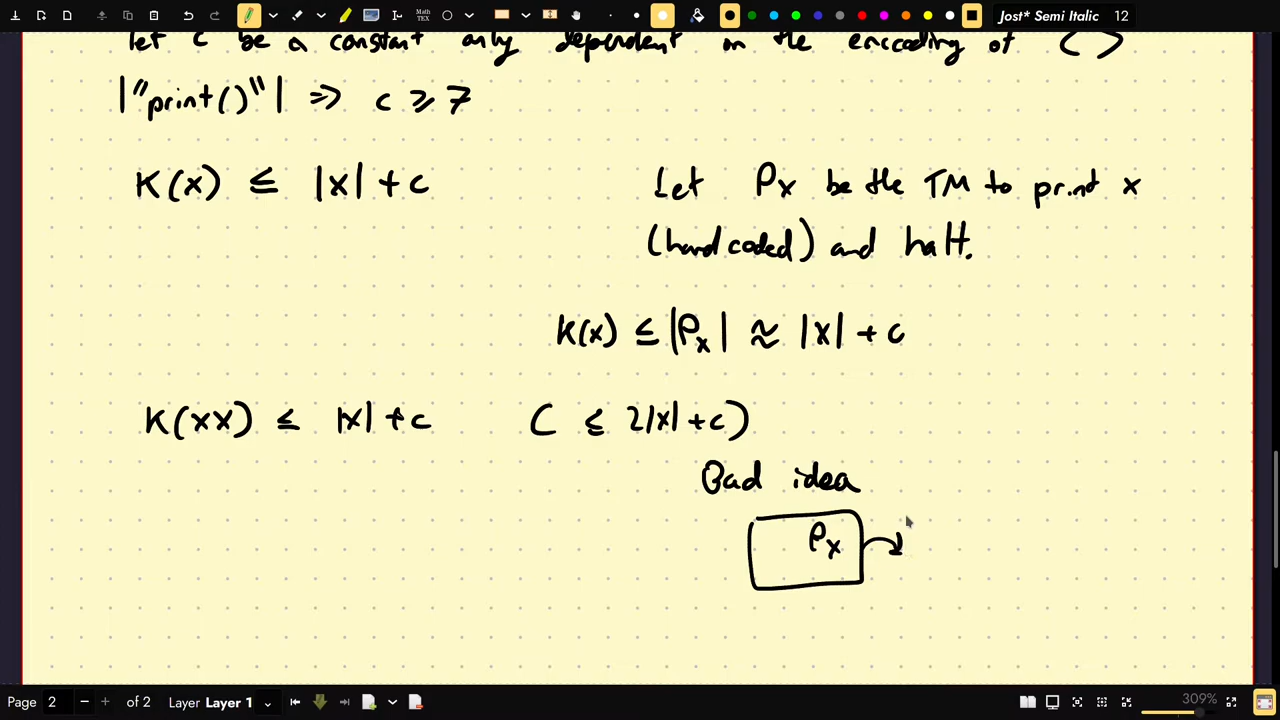 Math
TEX
Jost* Semi Italic 12
let c be a constant only dependent on the encoding of ⟨ ⟩
|"print()"| => c ⩾ 7
K(x) ≤ |x| + c
Let Px be the TM to print x
(hardcoded) and halt.
K(x) ≤ |Px| ≈ |x| + c
K(xx) ≤ |x| + c ( ≤ 2|x| + c)
Bad idea
Px
Page 2 of 2 Layer Layer 1 309%